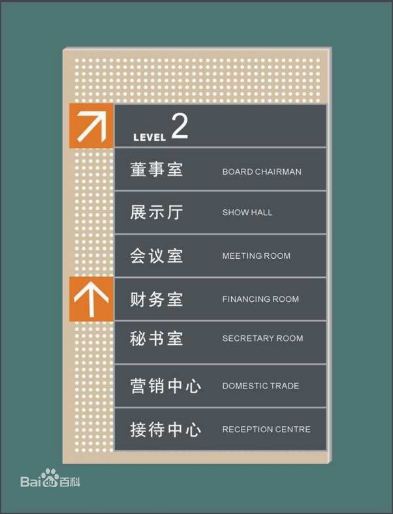 LEVEL 2
董事室 BOARD CHAIRMAN
展示厅 SHOW HALL
会议室 MEETING ROOM
财务室 FINANCING ROOM
秘书室 SECRETARY ROOM
营销中心 DOMESTIC TRADE
接待中心 RECEPTION CENTRE
Bai百科